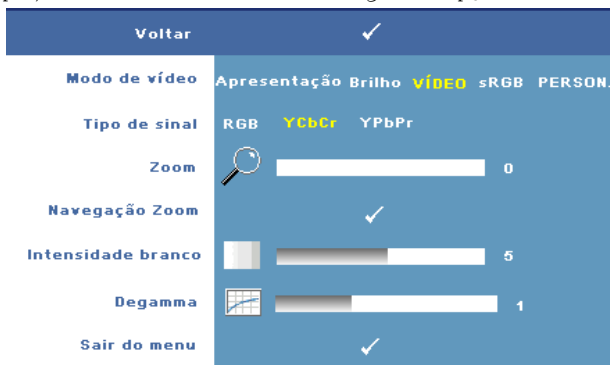 Voltar ✓
Modo de vídeo Apresentação Brilho VÍDEO sRGB PERSON.
Tipo de sinal RGB YCbCr YPbPr
Zoom 0
Navegação Zoom ✓
Intensidade branco 5
Degamma 1
Sair do menu ✓